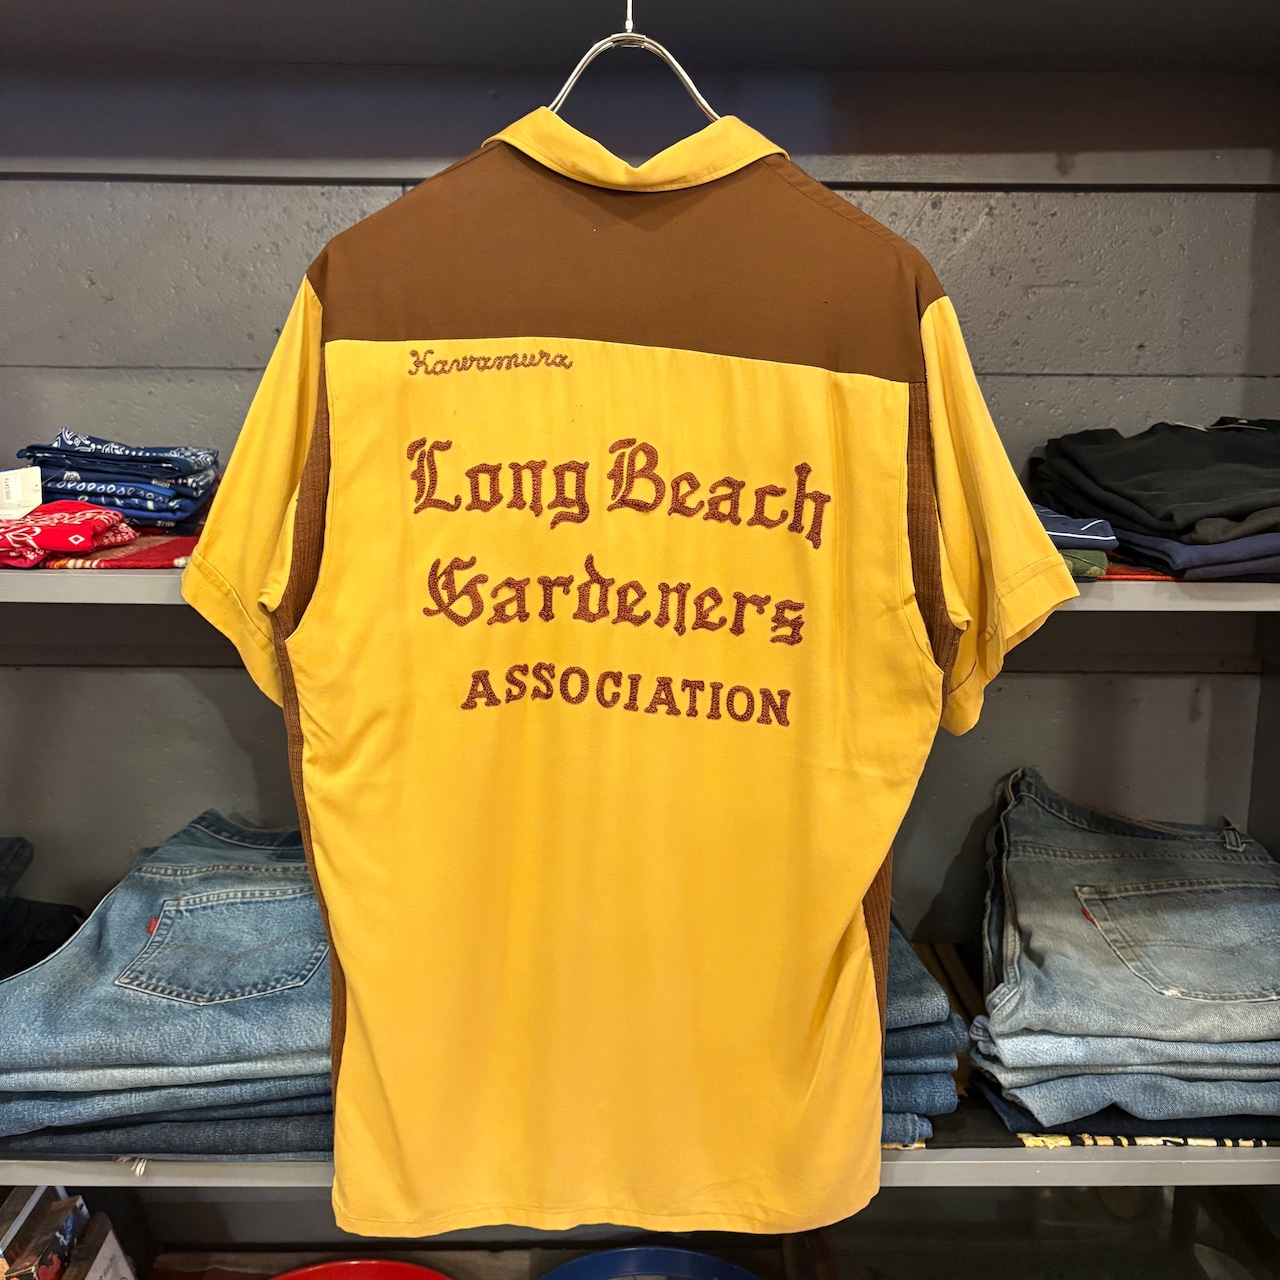 Kawamura
Long Beach
Gardeners
ASSOCIATION